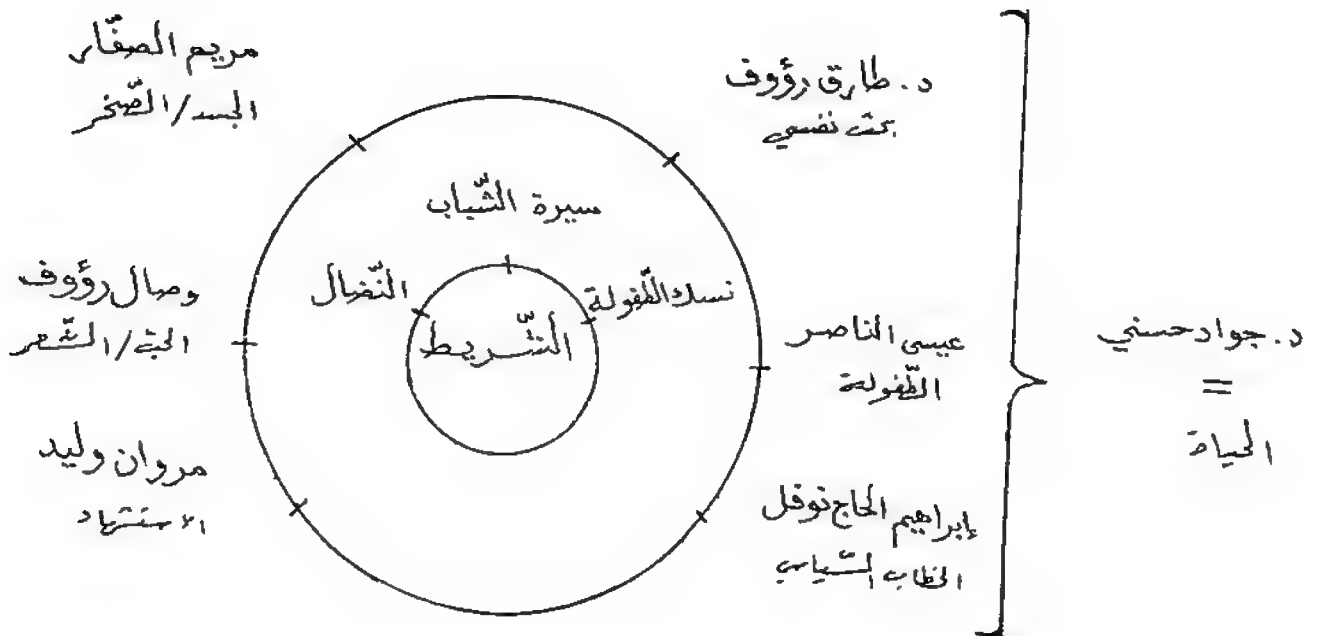 مريم الصفّار
الجسد/الصّخر
د. طارق رؤوف
بحث نفسي
سيرة الشّباب
وصال رؤوف
الحبّ/الشّعر
النّضال
نسك الطّفولة
الشّريط
عيسى الناصر
الطّفولة
مروان وليد
الاستشهاد
إبراهيم الحاج نوفل
الخطاب السّياسي
د. جواد حسني
=
الحياة